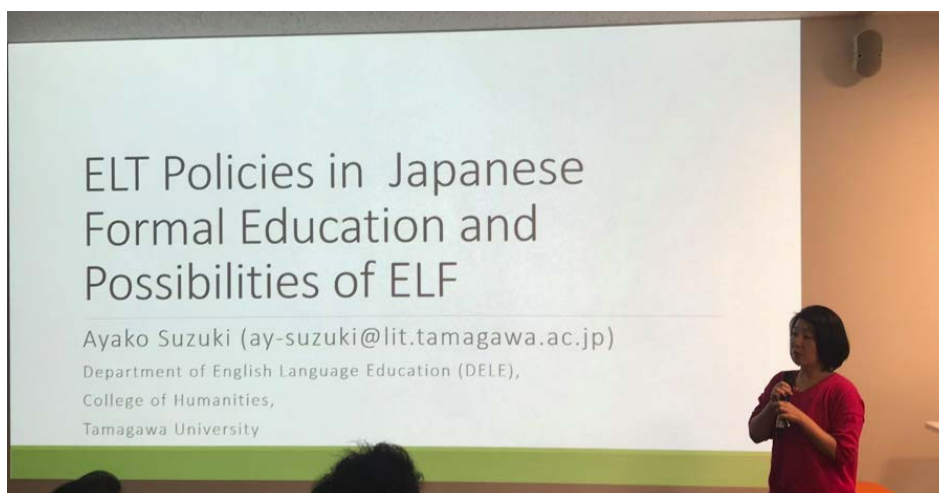 ELT Policies in Japanese
Formal Education and
Possibilities of ELF
Ayako Suzuki (ay-suzuki@lit.tamagawa.ac.jp)
Department of English Language Education (DELE),
College of Humanities,
Tamagawa University